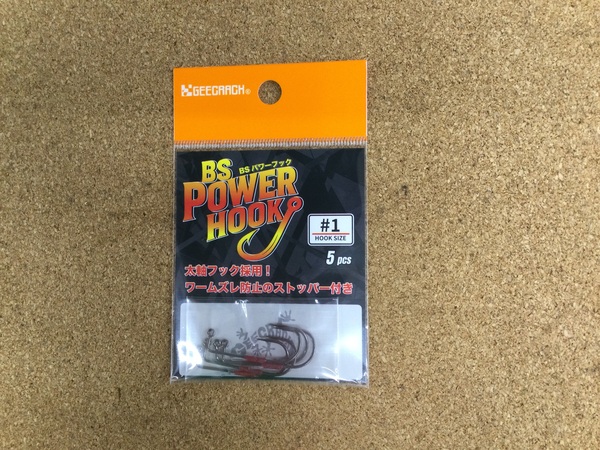 GEECRACK®
BS
BS パワーフック
POWER
HOOK
#1
HOOK SIZE
5 pcs
太軸フック採用！
ワームズレ防止のストッパー付き